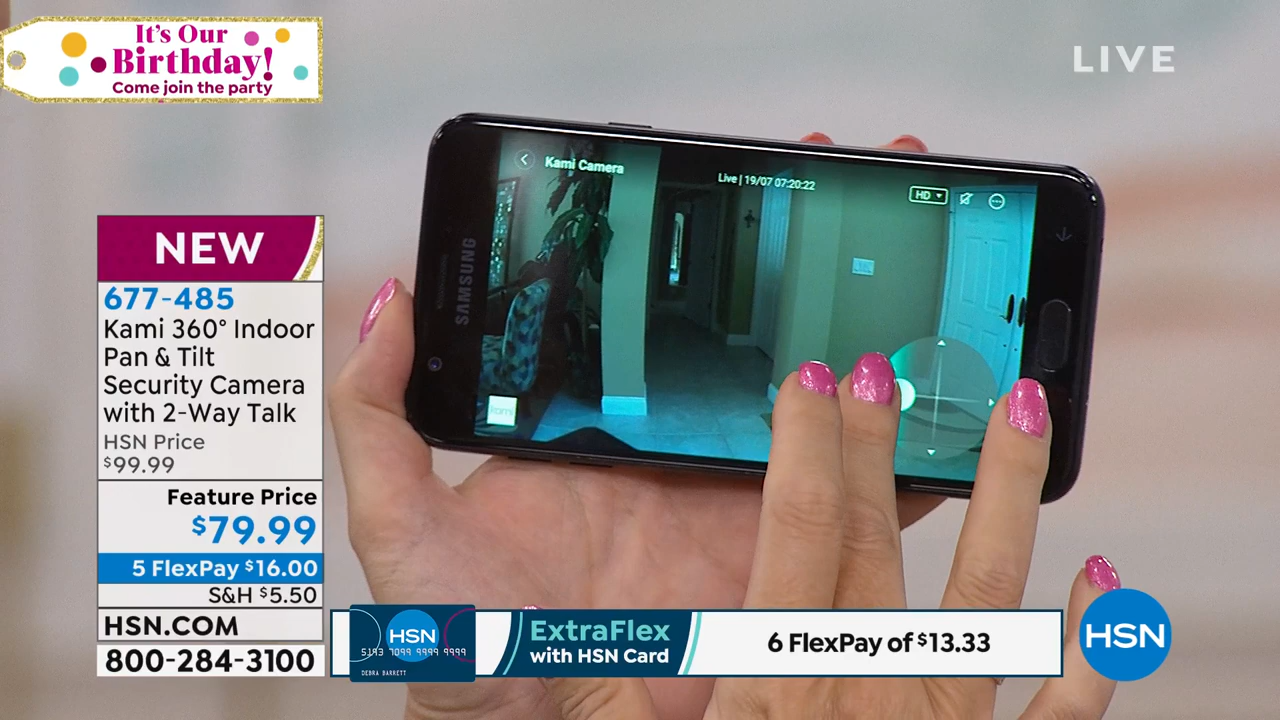 It's Our
Birthday!
Come join the party
LIVE
NEW
677-485
Kami 360° Indoor
Pan & Tilt
Security Camera
with 2-Way Talk
HSN Price
$99.99
Feature Price
$79.99
5 FlexPay $16.00
S&H $5.50
HSN.COM
800-284-3100
SAMSUNG
Kami Camera
Live | 19/07 07:20:22
HD
kami
HSN
5193 7099 9999 9999
DEBRA BARRETT
ExtraFlex
with HSN Card
6 FlexPay of $13.33
HSN